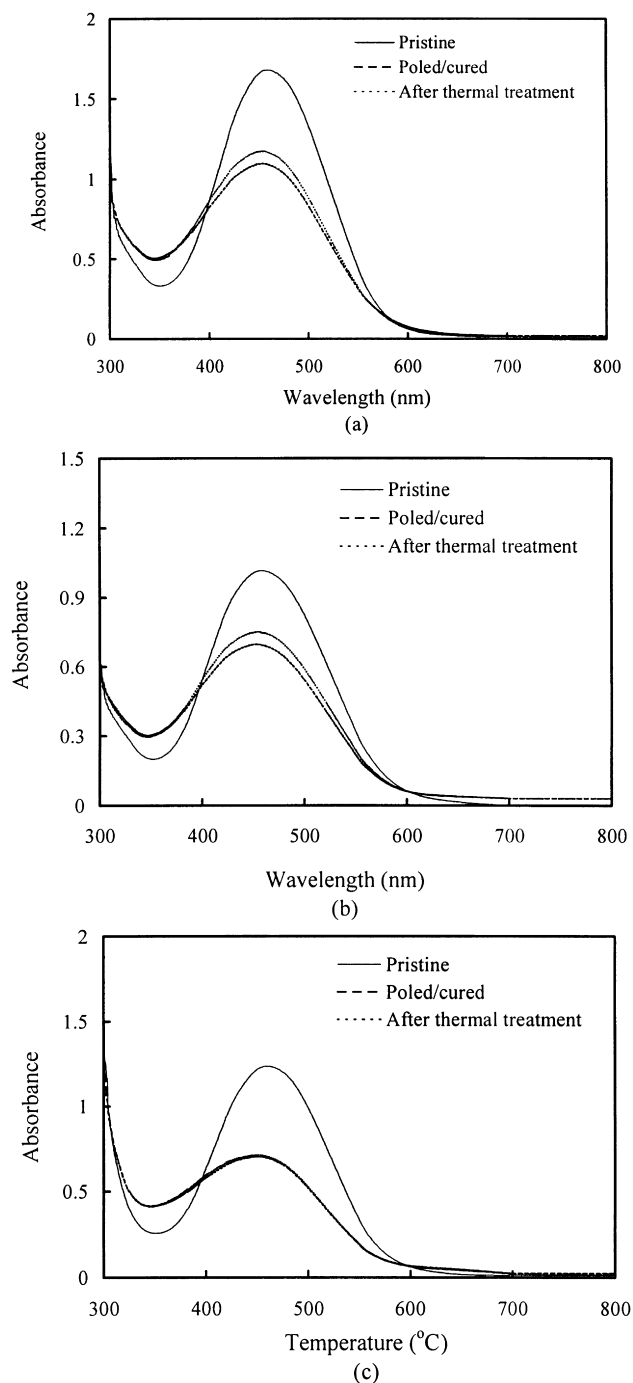 2
Pristine
Poled/cured
After thermal treatment
1.5
1
0.5
0
Absorbance
300 400 500 600 700 800
Wavelength (nm)
(a)
1.5
Pristine
Poled/cured
After thermal treatment
1.2
0.9
0.6
0.3
0
Absorbance
300 400 500 600 700 800
Wavelength (nm)
(b)
2
Pristine
Poled/cured
After thermal treatment
1.5
1
0.5
0
Absorbance
300 400 500 600 700 800
Temperature (°C)
(c)